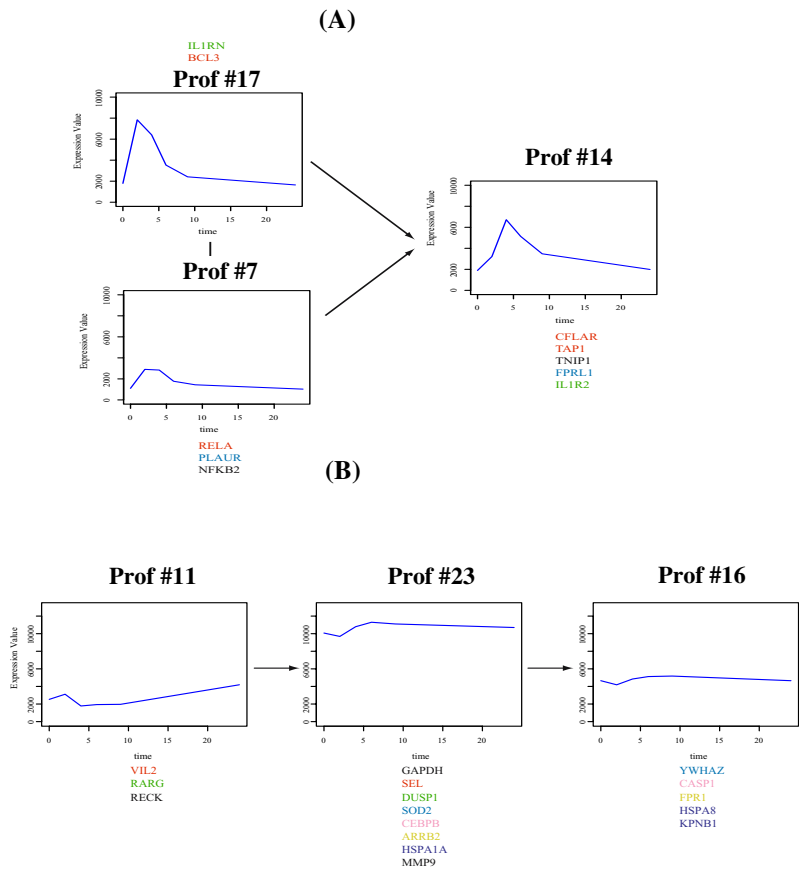 (A)
IL1RN
BCL3
Prof #17
Expression Value
10000
6000
2000
0
0 5 10 15 20
time
Prof #7
Expression Value
10000
6000
2000
0
0 5 10 15 20
time
RELA
PLAUR
NFKB2
Prof #14
Expression Value
10000
6000
2000
0
0 5 10 15 20
time
CFLAR
TAP1
TNIP1
FPRL1
IL1R2
(B)
Prof #11
Expression Value
10000
6000
2000
0
0 5 10 15 20
time
VIL2
RARG
RECK
Prof #23
10000
6000
2000
0
0 5 10 15 20
time
GAPDH
SEL
DUSP1
SOD2
CEBPB
ARRB2
HSPA1A
MMP9
Prof #16
10000
6000
2000
0
0 5 10 15 20
time
YWHAZ
CASP1
FPR1
HSPA8
KPNB1